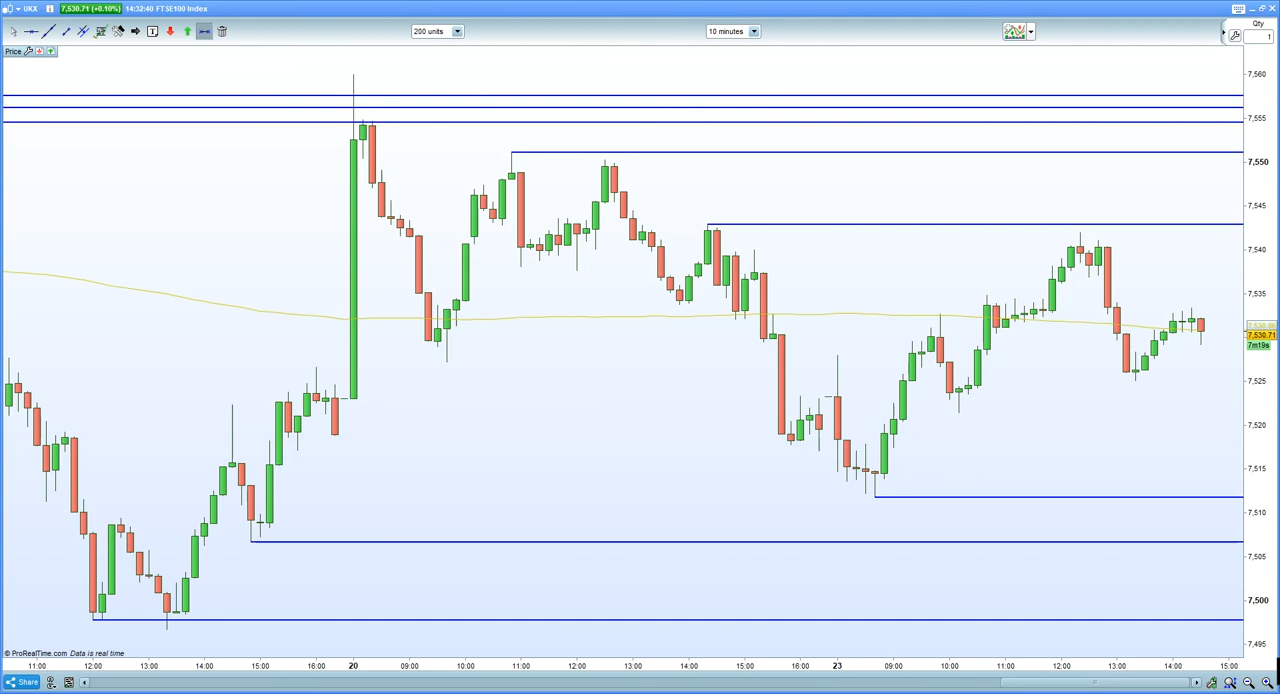 UKX 7,530.71 (+0.10%) 14:32:40 FTSE100 Index
200 units 10 minutes Qty
1
Price
7,560
7,555
7,550
7,545
7,540
7,535
7,530.71
7m19s
7,525
7,520
7,515
7,510
7,505
7,500
7,495
© ProRealTime.com Data is real time
11:00 12:00 13:00 14:00 15:00 16:00 20 09:00 10:00 11:00 12:00 13:00 14:00 15:00 16:00 23 09:00 10:00 11:00 12:00 13:00 14:00 15:00
Share